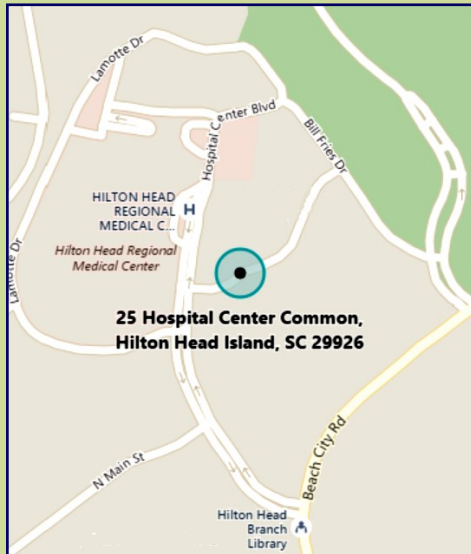 Lamotte Dr
Hospital Center Blvd
Bill Fries Dr
HILTON HEAD
REGIONAL
MEDICAL C...
H
Hilton Head Regional
Medical Center
Lamotte Dr
25 Hospital Center Common,
Hilton Head Island, SC 29926
N Main St
Beach City Rd
Hilton Head
Branch
Library